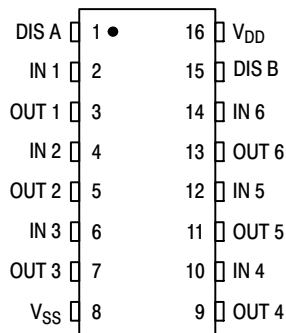 DIS A 1 16 VDD
IN 1 2 15 DIS B
OUT 1 3 14 IN 6
IN 2 4 13 OUT 6
OUT 2 5 12 IN 5
IN 3 6 11 OUT 5
OUT 3 7 10 IN 4
VSS 8 9 OUT 4